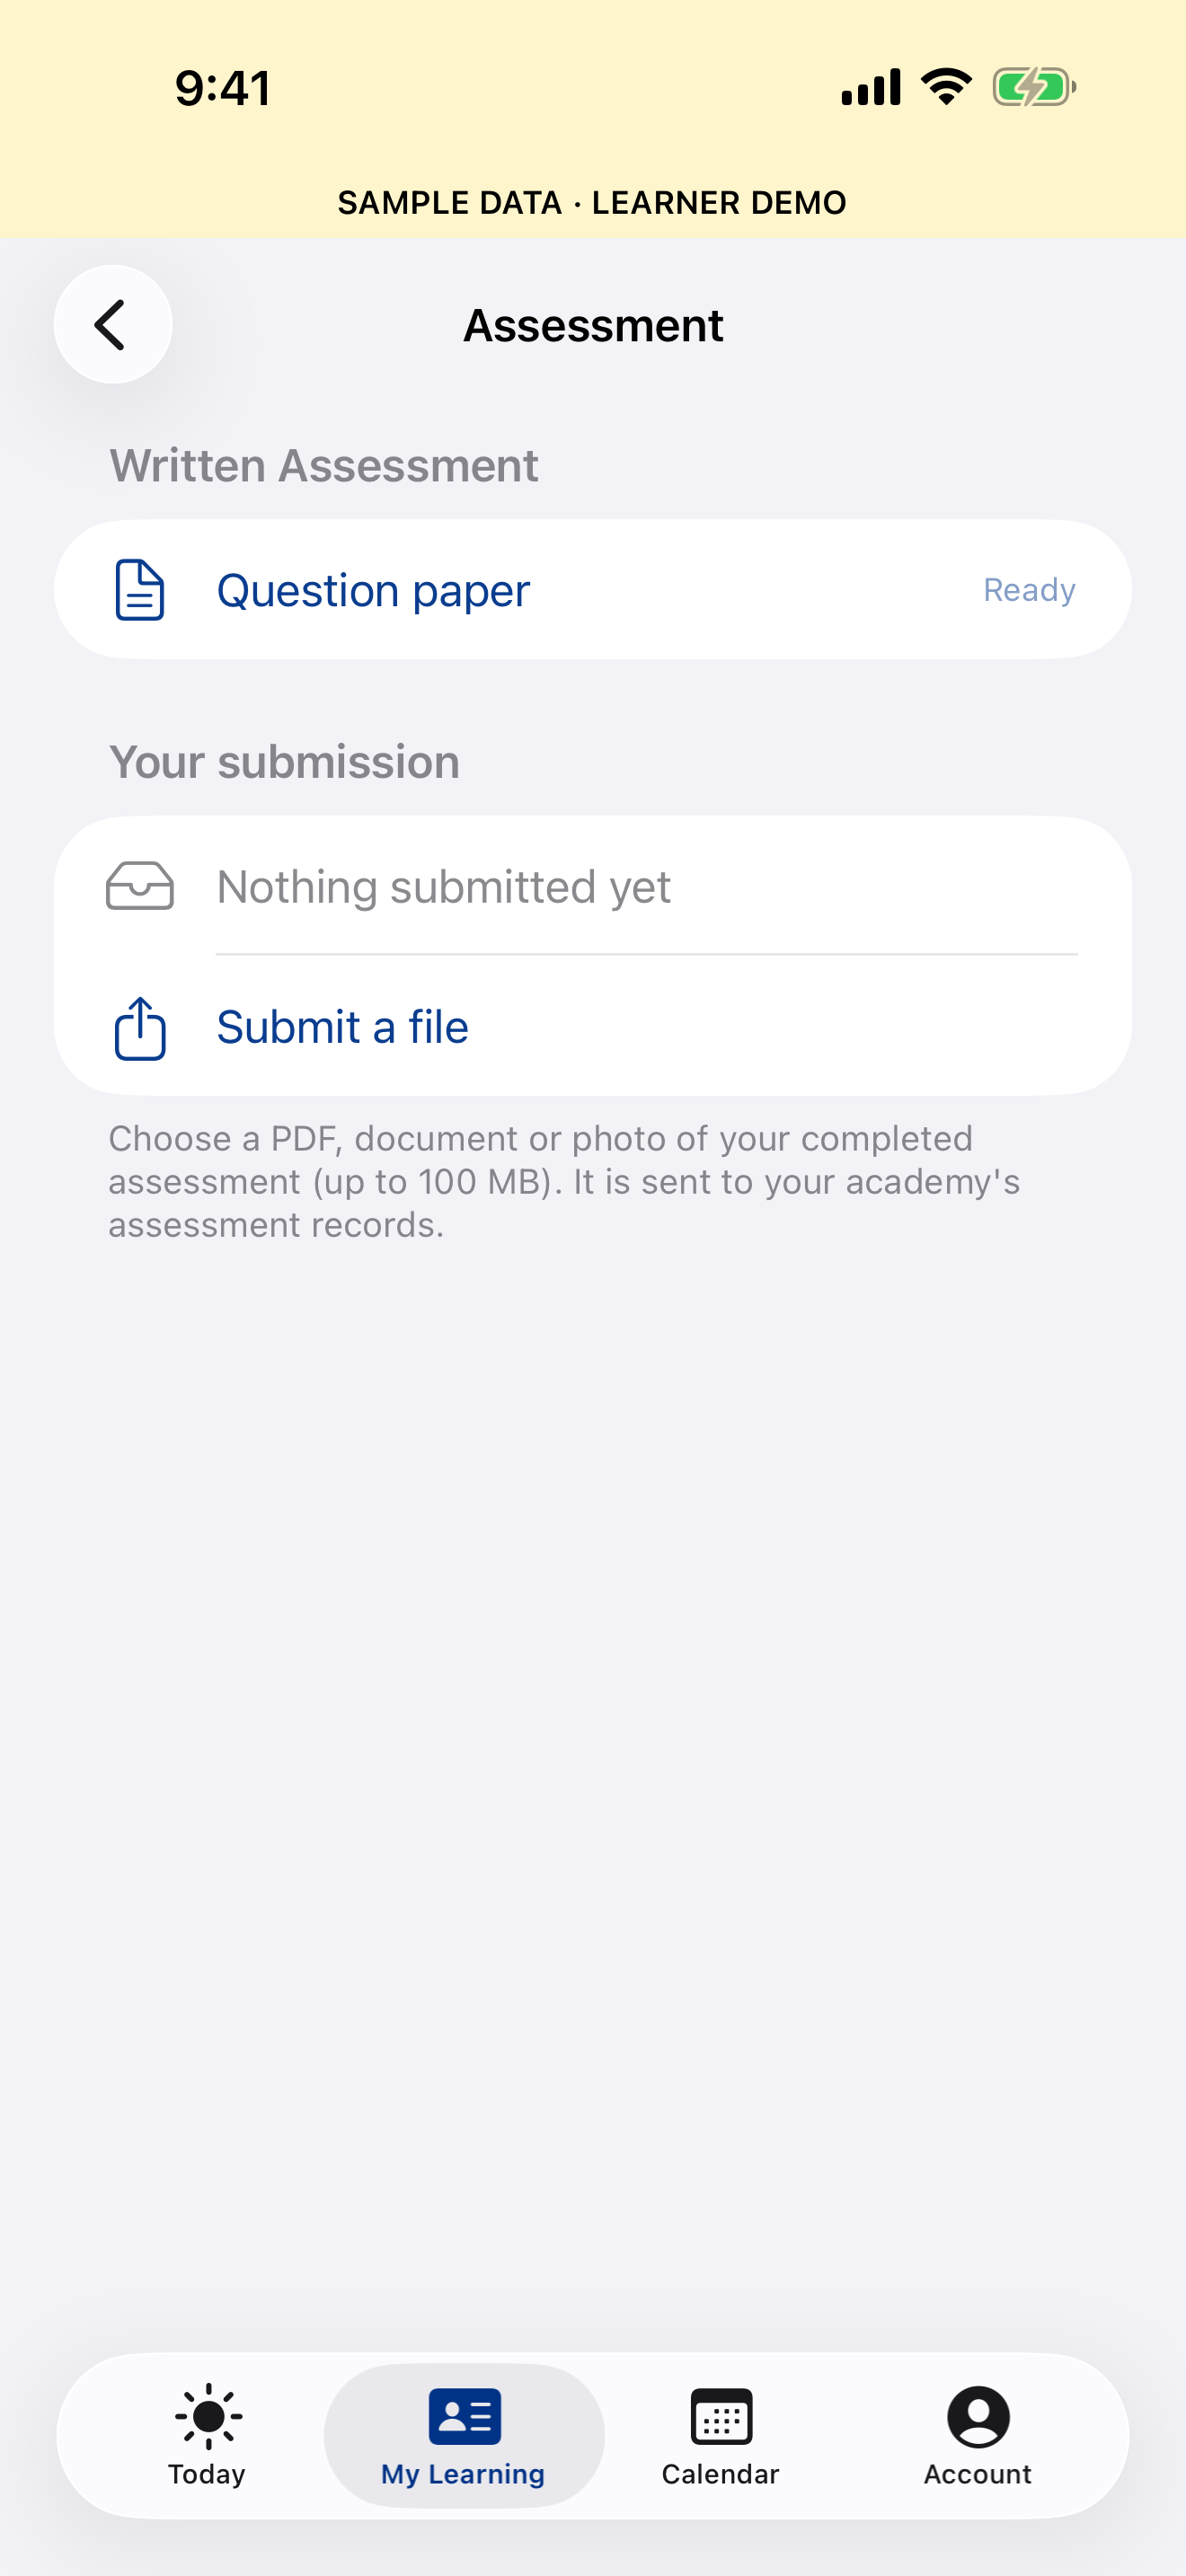 9:41
SAMPLE DATA · LEARNER DEMO
Assessment
Written Assessment
Question paper
Ready
Your submission
Nothing submitted yet
Submit a file
Choose a PDF, document or photo of your completed
assessment (up to 100 MB). It is sent to your academy's
assessment records.
Today
My Learning
Calendar
Account